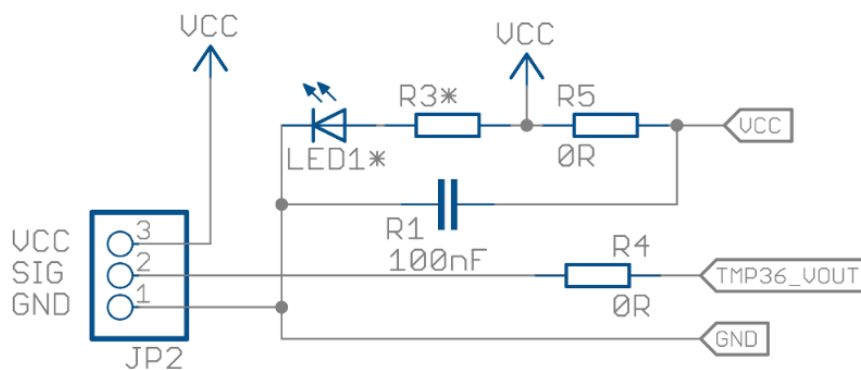 VCC
VCC
R3*
R5
VCC
LED1*
0R
R1
100nF
VCC
3
SIG
2
GND
1
R4
TMP36_VOUT
0R
GND
JP2